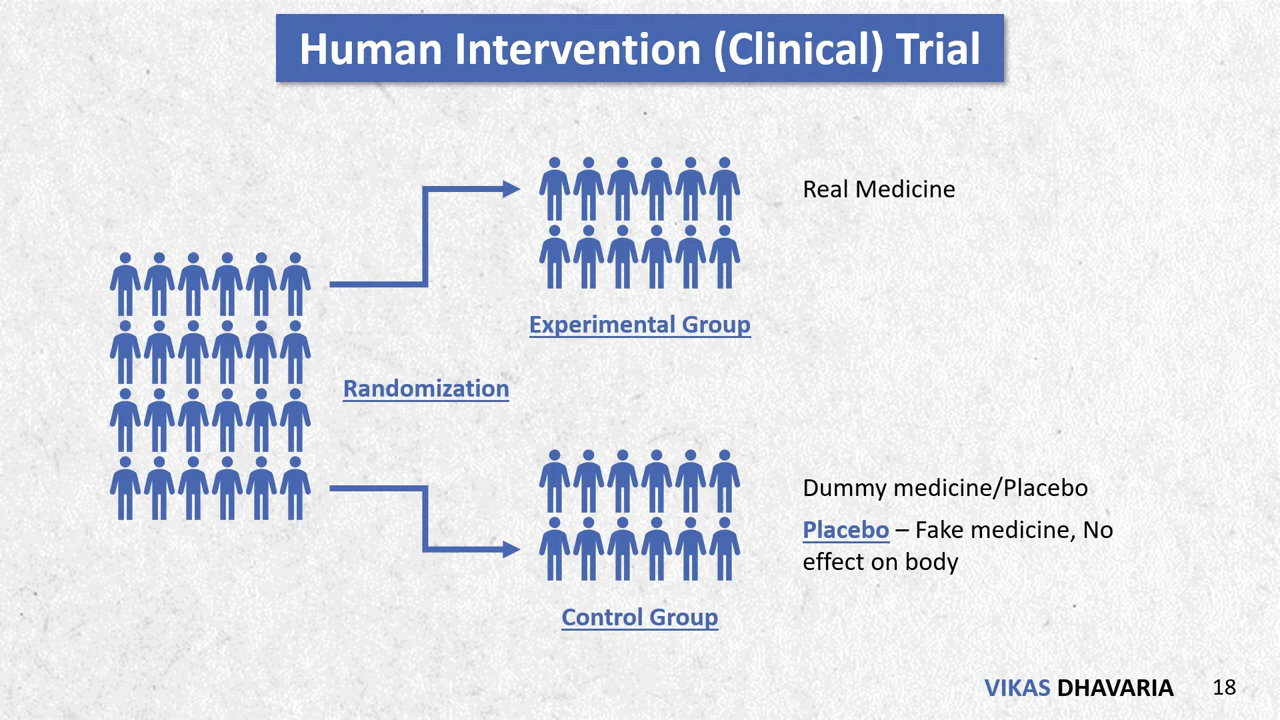 Human Intervention (Clinical) Trial
Real Medicine
Experimental Group
Randomization
Dummy medicine/Placebo
Placebo – Fake medicine, No
effect on body
Control Group
VIKAS DHAVARIA 18